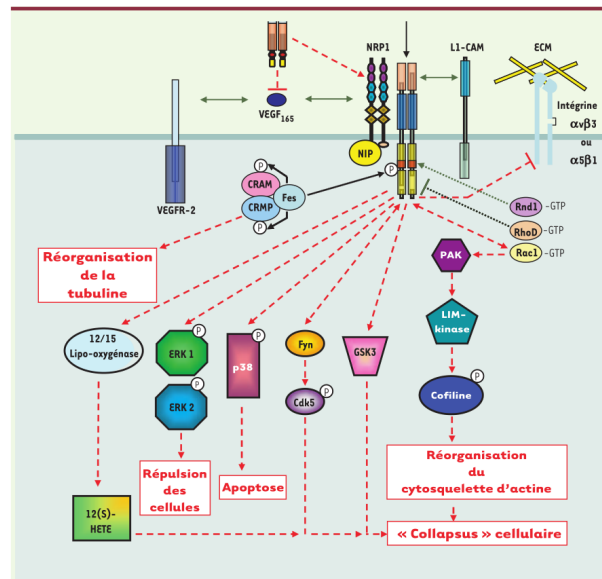 NRP1
L1-CAM
ECM
VEGF165
Intégrine
αvβ3
ou
α5β1
NIP
VEGFR-2
P
CRAM
Fes
CRMP
P
P
Rnd1 -GTP
RhoD -GTP
Rac1 -GTP
PAK
Réorganisation
de la
tubuline
LIM-
kinase
12/15
Lipo-oxygénase
P
ERK 1
P
p38
Fyn
GSK3
P
ERK 2
P
Cdk5
P
Cofiline
Répulsion
des
cellules
Apoptose
Réorganisation
du
cytosquelette d'actine
12(S)-
HETE
« Collapsus » cellulaire